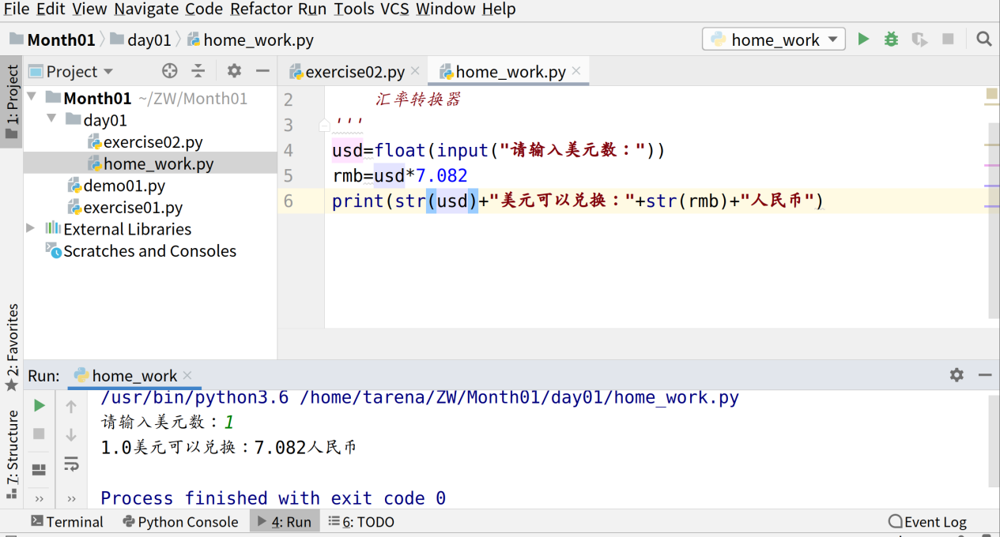 File Edit View Navigate Code Refactor Run Tools VCS Window Help
Month01 day01 home_work.py home_work
1: Project
Project
exercise02.py home_work.py
Month01 ~/ZW/Month01
day01
exercise02.py
home_work.py
demo01.py
exercise01.py
External Libraries
Scratches and Consoles
2 汇率转换器
3 '''
4 usd=float(input("请输入美元数："))
5 rmb=usd*7.082
6 print(str(usd)+"美元可以兑换："+str(rmb)+"人民币")
2: Favorites
7: Structure
Run: home_work
/usr/bin/python3.6 /home/tarena/ZW/Month01/day01/home_work.py
请输入美元数：1
1.0美元可以兑换：7.082人民币
Process finished with exit code 0
Terminal Python Console 4: Run 6: TODO Event Log